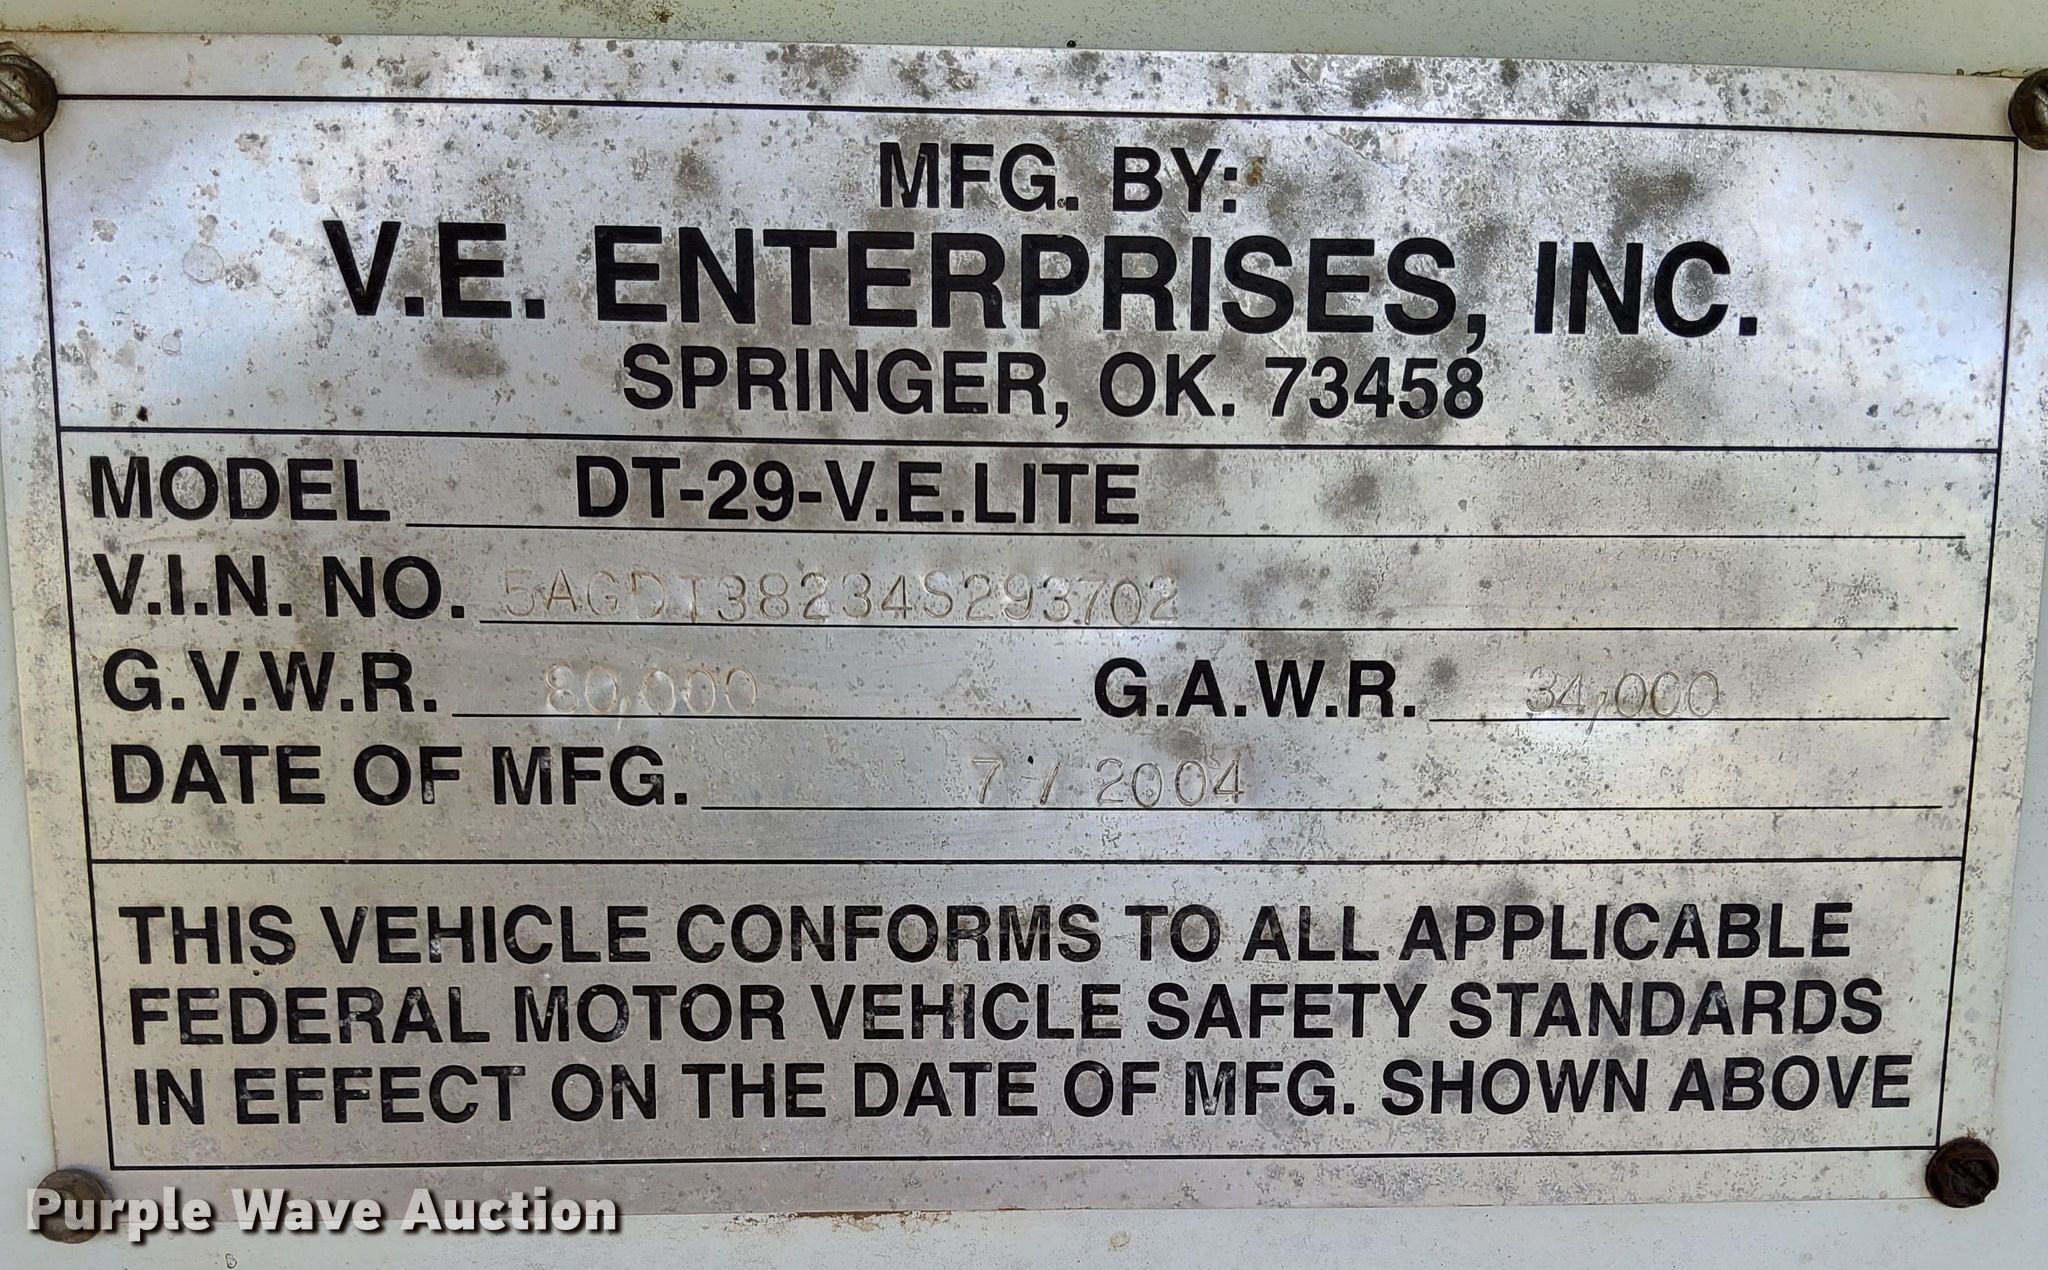 MFG. BY:
V.E. ENTERPRISES, INC.
SPRINGER, OK. 73458
MODEL DT-29-V.E.LITE
V.I.N. NO. 5AGDT38234S293702
G.V.W.R. 80,000 G.A.W.R. 34,000
DATE OF MFG. 7/2004
THIS VEHICLE CONFORMS TO ALL APPLICABLE
FEDERAL MOTOR VEHICLE SAFETY STANDARDS
IN EFFECT ON THE DATE OF MFG. SHOWN ABOVE
Purple Wave Auction